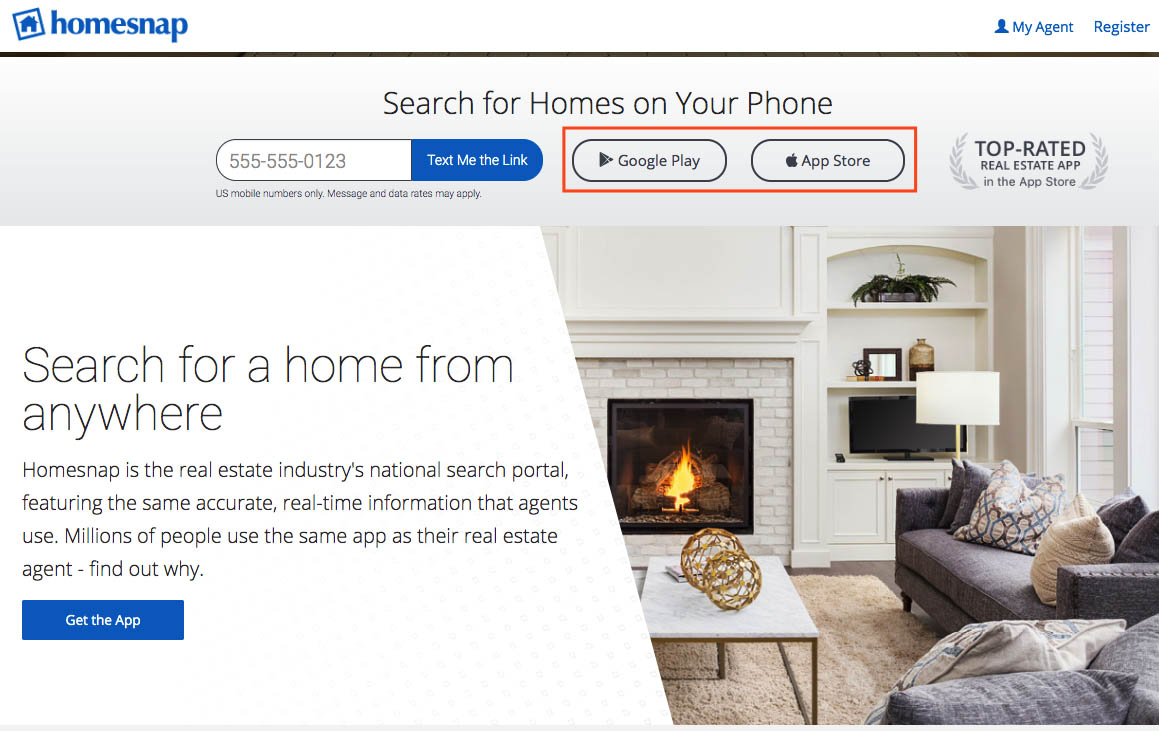 homesnap
My Agent
Register
Search for Homes on Your Phone
555-555-0123
Text Me the Link
Google Play
App Store
US mobile numbers only. Message and data rates may apply.
TOP-RATED
REAL ESTATE APP
in the App Store
Search for a home from
anywhere
Homesnap is the real estate industry's national search portal,
featuring the same accurate, real-time information that agents
use. Millions of people use the same app as their real estate
agent - find out why.
Get the App